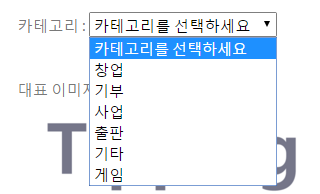 카테고리 : 카테고리를 선택하세요
카테고리를 선택하세요
창업
기부
사업
출판
기타
게임
대표 이미지